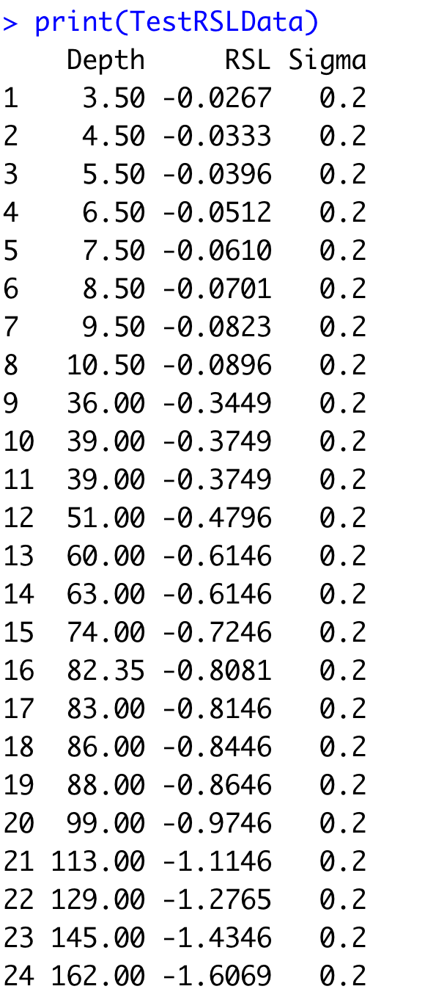 > print(TestRSLData)
    Depth     RSL Sigma
1    3.50 -0.0267   0.2
2    4.50 -0.0333   0.2
3    5.50 -0.0396   0.2
4    6.50 -0.0512   0.2
5    7.50 -0.0610   0.2
6    8.50 -0.0701   0.2
7    9.50 -0.0823   0.2
8   10.50 -0.0896   0.2
9   36.00 -0.3449   0.2
10  39.00 -0.3749   0.2
11  39.00 -0.3749   0.2
12  51.00 -0.4796   0.2
13  60.00 -0.6146   0.2
14  63.00 -0.6146   0.2
15  74.00 -0.7246   0.2
16  82.35 -0.8081   0.2
17  83.00 -0.8146   0.2
18  86.00 -0.8446   0.2
19  88.00 -0.8646   0.2
20  99.00 -0.9746   0.2
21 113.00 -1.1146   0.2
22 129.00 -1.2765   0.2
23 145.00 -1.4346   0.2
24 162.00 -1.6069   0.2